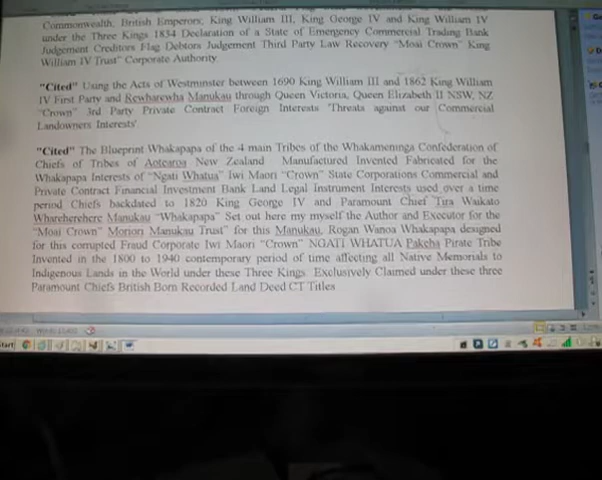 Commonwealth, British Emperors; King William III, King George IV and King William IV
under the Three Kings 1834 Declaration of a State of Emergency Commercial Trading Bank
Judgement Creditors Flag Debtors Judgement Third Party Law Recovery "Moai Crown" King
William IV Trust" Corporate Authority.
"Cited" Using the Acts of Westminster between 1690 King William III and 1862 King William
IV First Party and Rewharewha Manukau through Queen Victoria, Queen Elizabeth II NSW, NZ
"Crown" 3rd Party Private Contract Foreign Interests 'Threats against our Commercial
Landowners Interests'
"Cited" The Blueprint Whakapapa of the 4 main Tribes of the Whakameninga Confederation of
Chiefs of Tribes of Aotearoa New Zealand Manufactured Invented Fabricated for the
Whakapapa Interests of "Ngati Whatua" Iwi Maori "Crown" State Corporations Commercial and
Private Contract Financial Investment Bank Land Legal Instrument Interests used over a time
period Chiefs backdated to 1820 King George IV and Paramount Chief Tira Waikato
Whareherehere Manukau "Whakapapa" Set out here my myself the Author and Executor for the
"Moai Crown" Moriori Manukau Trust" for this Manukau, Rogan Wanoa Whakapapa designed
for this corrupted Fraud Corporate Iwi Maori "Crown" NGATI WHATUA Pakeha Pirate Tribe
Invented in the 1800 to 1940 contemporary period of time affecting all Native Memorials to
Indigenous Lands in the World under these Three Kings. Exclusively Claimed under these three
Paramount Chiefs British Born Recorded Land Deed CT Titles